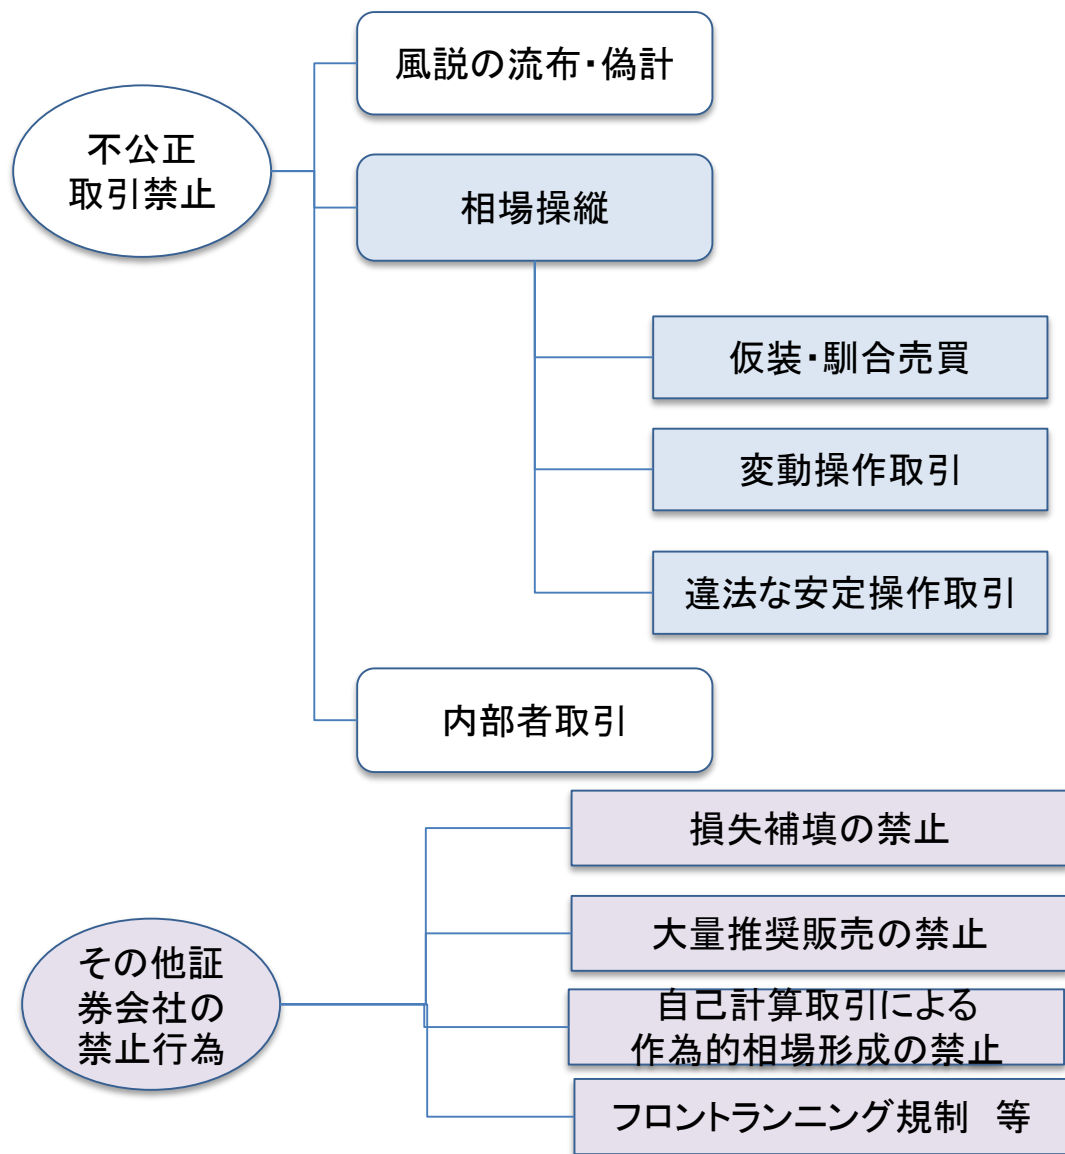 不公正
取引禁止
風説の流布・偽計
相場操縦
仮装・馴合売買
変動操作取引
違法な安定操作取引
内部者取引
その他証
券会社の
禁止行為
損失補填の禁止
大量推奨販売の禁止
自己計算取引による
作為的相場形成の禁止
フロントランニング規制　等